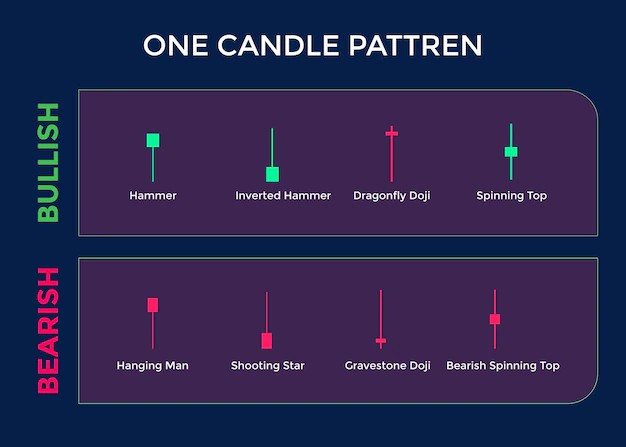 ONE CANDLE PATTREN
BULLISH
Hammer
Inverted Hammer
Dragonfly Doji
Spinning Top
BEARISH
Hanging Man
Shooting Star
Gravestone Doji
Bearish Spinning Top